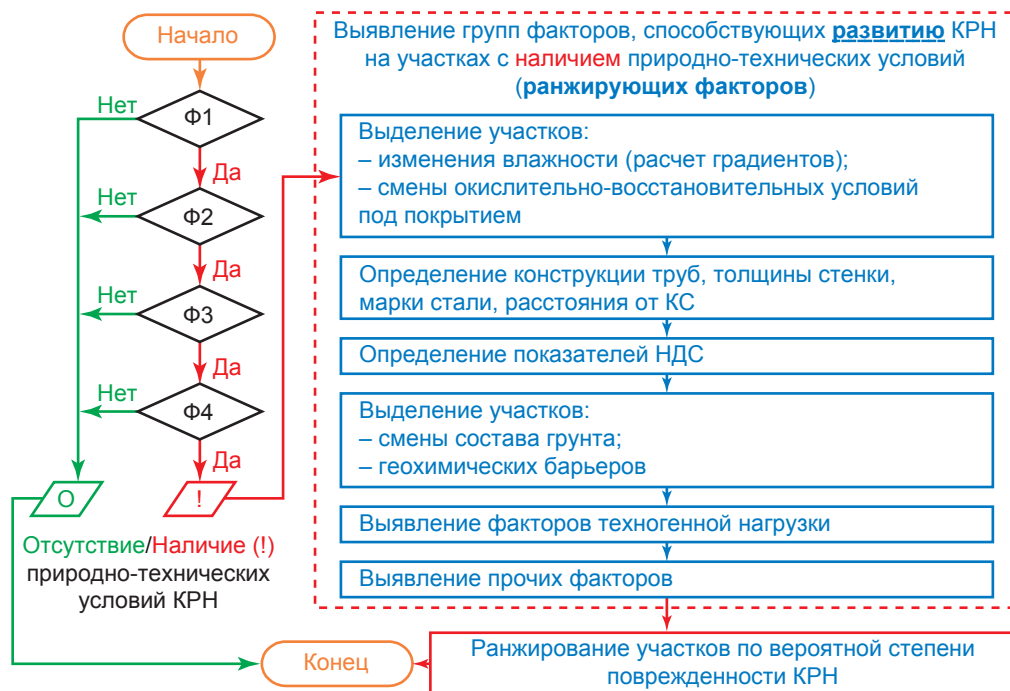 Начало
Нет
Ф1
Да
Нет
Ф2
Да
Нет
Ф3
Да
Нет
Ф4
Да
О
!
Отсутствие/Наличие (!)
природно-технических
условий КРН
Выявление групп факторов, способствующих развитию КРН
на участках с наличием природно-технических условий
(ранжирующих факторов)
Выделение участков:
– изменения влажности (расчет градиентов);
– смены окислительно-восстановительных условий
под покрытием
Определение конструкции труб, толщины стенки,
марки стали, расстояния от КС
Определение показателей НДС
Выделение участков:
– смены состава грунта;
– геохимических барьеров
Выявление факторов техногенной нагрузки
Выявление прочих факторов
Ранжирование участков по вероятной степени
поврежденности КРН
Конец